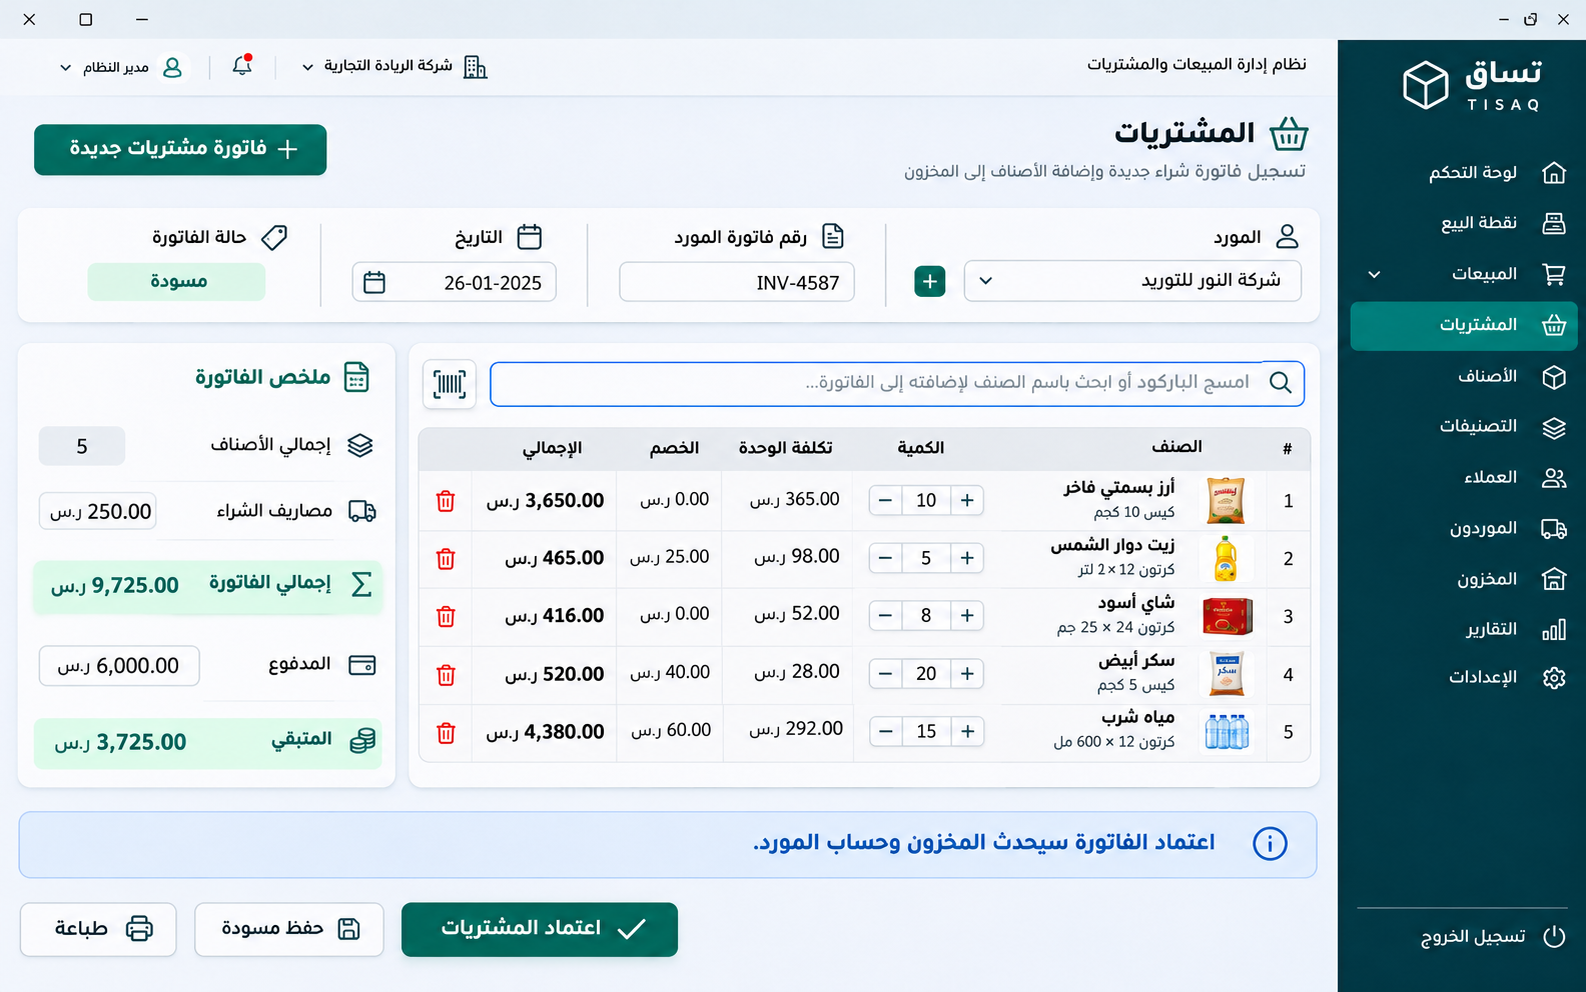 تساق
TISAQ
لوحة التحكم
نقطة البيع
المبيعات
المشتريات
الأصناف
التصنيفات
العملاء
الموردون
المخزون
التقارير
الإعدادات
تسجيل الخروج
نظام إدارة المبيعات والمشتريات
شركة الريادة التجارية
مدير النظام
المشتريات
تسجيل فاتورة شراء جديدة وإضافة الأصناف إلى المخزون
فاتورة مشتريات جديدة
المورد
شركة النور للتوريد
رقم فاتورة المورد
INV-4587
التاريخ
26-01-2025
حالة الفاتورة
مسودة
امسح الباركود أو ابحث باسم الصنف لإضافته إلى الفاتورة...
# الصنف الكمية تكلفة الوحدة الخصم الإجمالي
1 أرز بسمتي فاخر + 10 − 365.00 ر.س 0.00 ر.س 3,650.00 ر.س
كيس 10 كجم
2 زيت دوار الشمس + 5 − 98.00 ر.س 25.00 ر.س 465.00 ر.س
كرتون 12 × 2 لتر
3 شاي أسود + 8 − 52.00 ر.س 0.00 ر.س 416.00 ر.س
كرتون 24 × 25 جم
4 سكر أبيض + 20 − 28.00 ر.س 40.00 ر.س 520.00 ر.س
كيس 5 كجم
سكر
5 مياه شرب + 15 − 292.00 ر.س 60.00 ر.س 4,380.00 ر.س
كرتون 12 × 600 مل
ملخص الفاتورة
إجمالي الأصناف 5
مصاريف الشراء 250.00 ر.س
إجمالي الفاتورة 9,725.00 ر.س
المدفوع 6,000.00 ر.س
المتبقي 3,725.00 ر.س
اعتماد الفاتورة سيحدث المخزون وحساب المورد.
اعتماد المشتريات
حفظ مسودة
طباعة